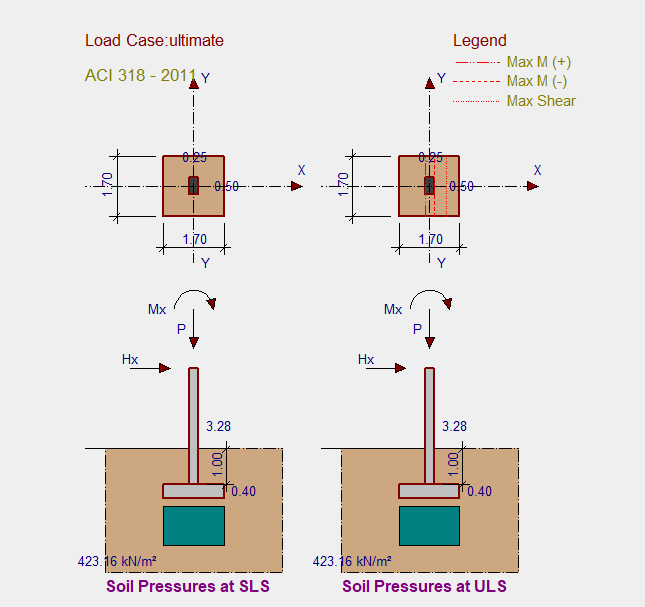 Load Case:ultimate
Legend
Max M (+)
Max M (-)
Max Shear
ACI 318 - 2011
Y
Y
0.25
0.25
X
X
1.70
0.50
1.70
0.50
1.70
1.70
Y
Y
Mx
Mx
P
P
Hx
Hx
3.28
3.28
1.00
1.00
0.40
0.40
423.16 kN/m²
423.16 kN/m²
Soil Pressures at SLS
Soil Pressures at ULS